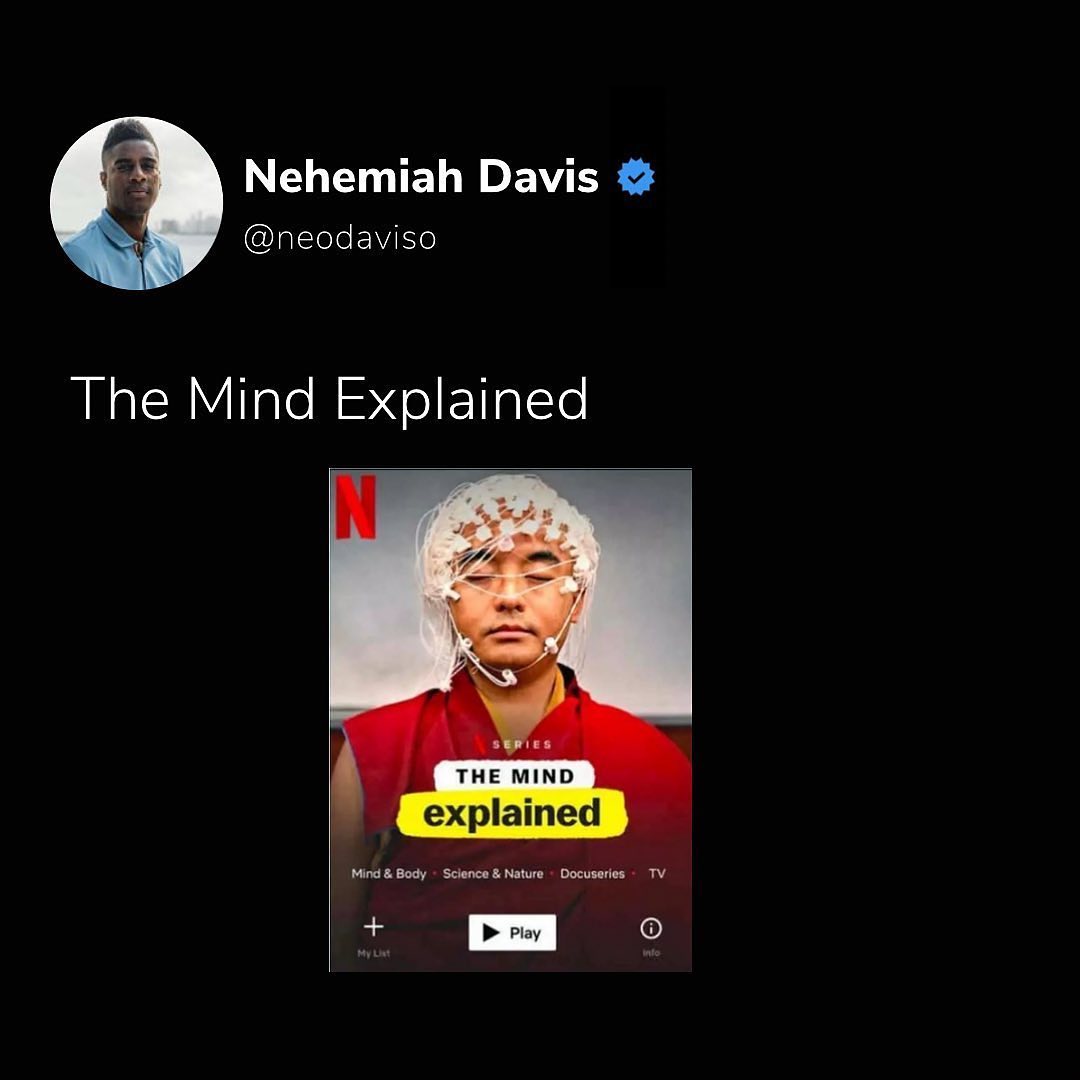 Nehemiah Davis
@neodaviso
The Mind Explained
N
N SERIES
THE MIND
explained
Mind & Body • Science & Nature • Docuseries • TV
My List
Play
Info